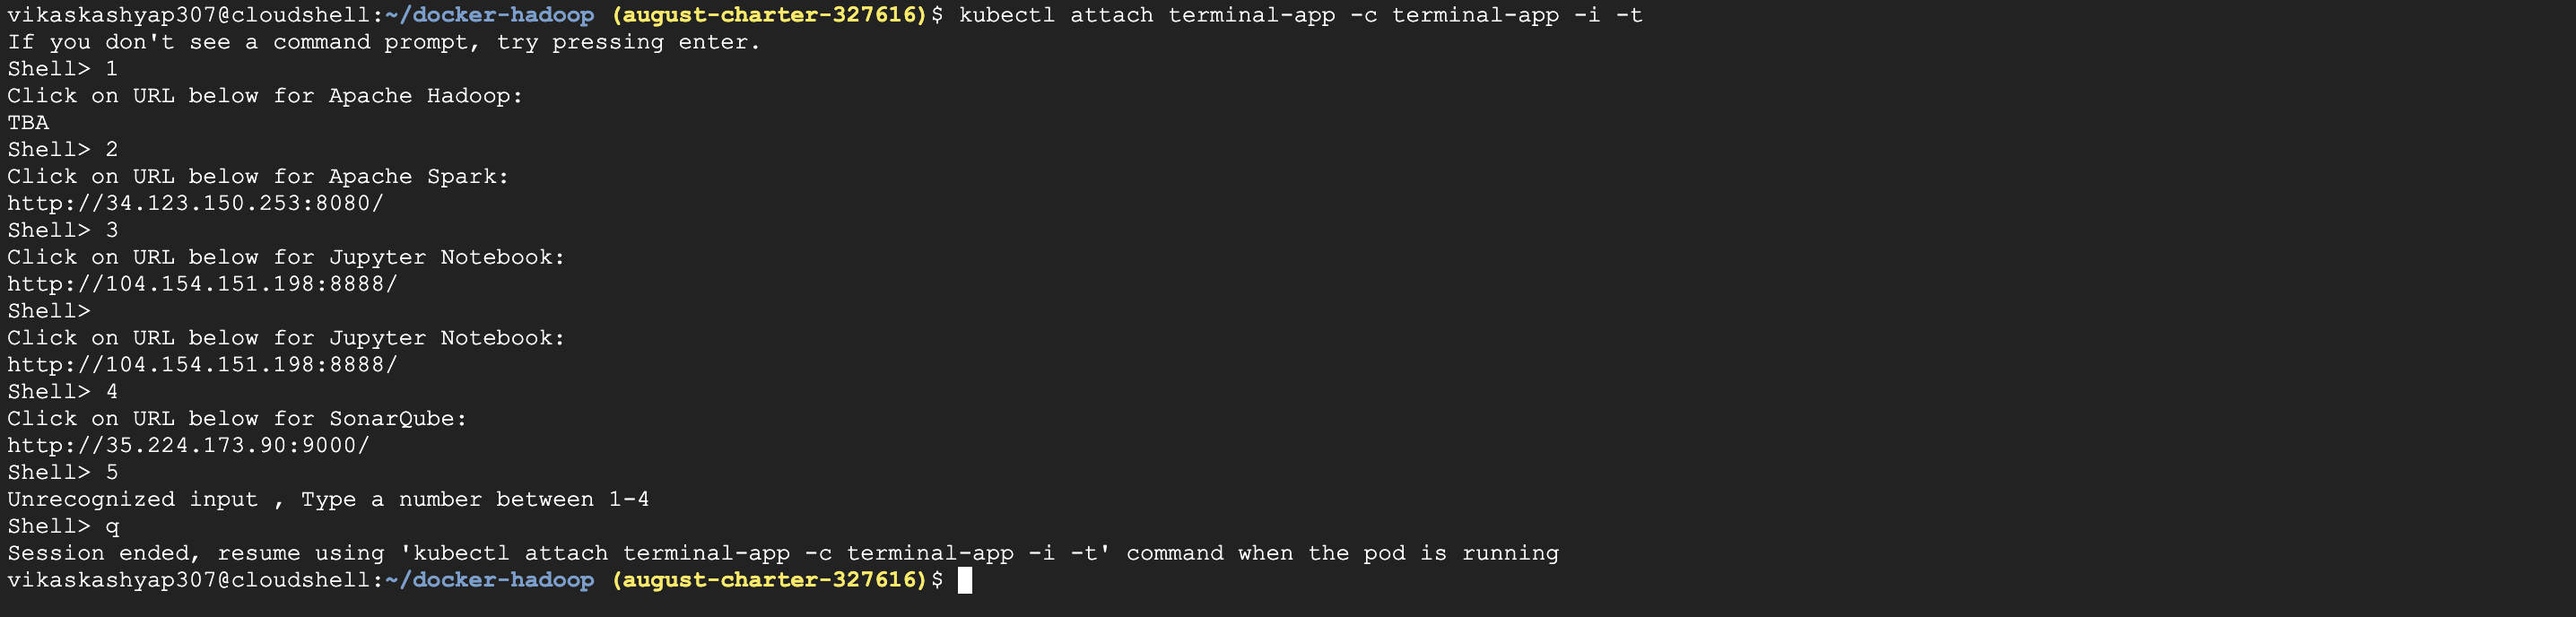 vikaskashyap307@cloudshell:~/docker-hadoop (august-charter-327616)$ kubectl attach terminal-app -c terminal-app -i -t
If you don't see a command prompt, try pressing enter.
Shell> 1
Click on URL below for Apache Hadoop:
TBA
Shell> 2
Click on URL below for Apache Spark:
http://34.123.150.253:8080/
Shell> 3
Click on URL below for Jupyter Notebook:
http://104.154.151.198:8888/
Shell>
Click on URL below for Jupyter Notebook:
http://104.154.151.198:8888/
Shell> 4
Click on URL below for SonarQube:
http://35.224.173.90:9000/
Shell> 5
Unrecognized input , Type a number between 1-4
Shell> q
Session ended, resume using 'kubectl attach terminal-app -c terminal-app -i -t' command when the pod is running
vikaskashyap307@cloudshell:~/docker-hadoop (august-charter-327616)$